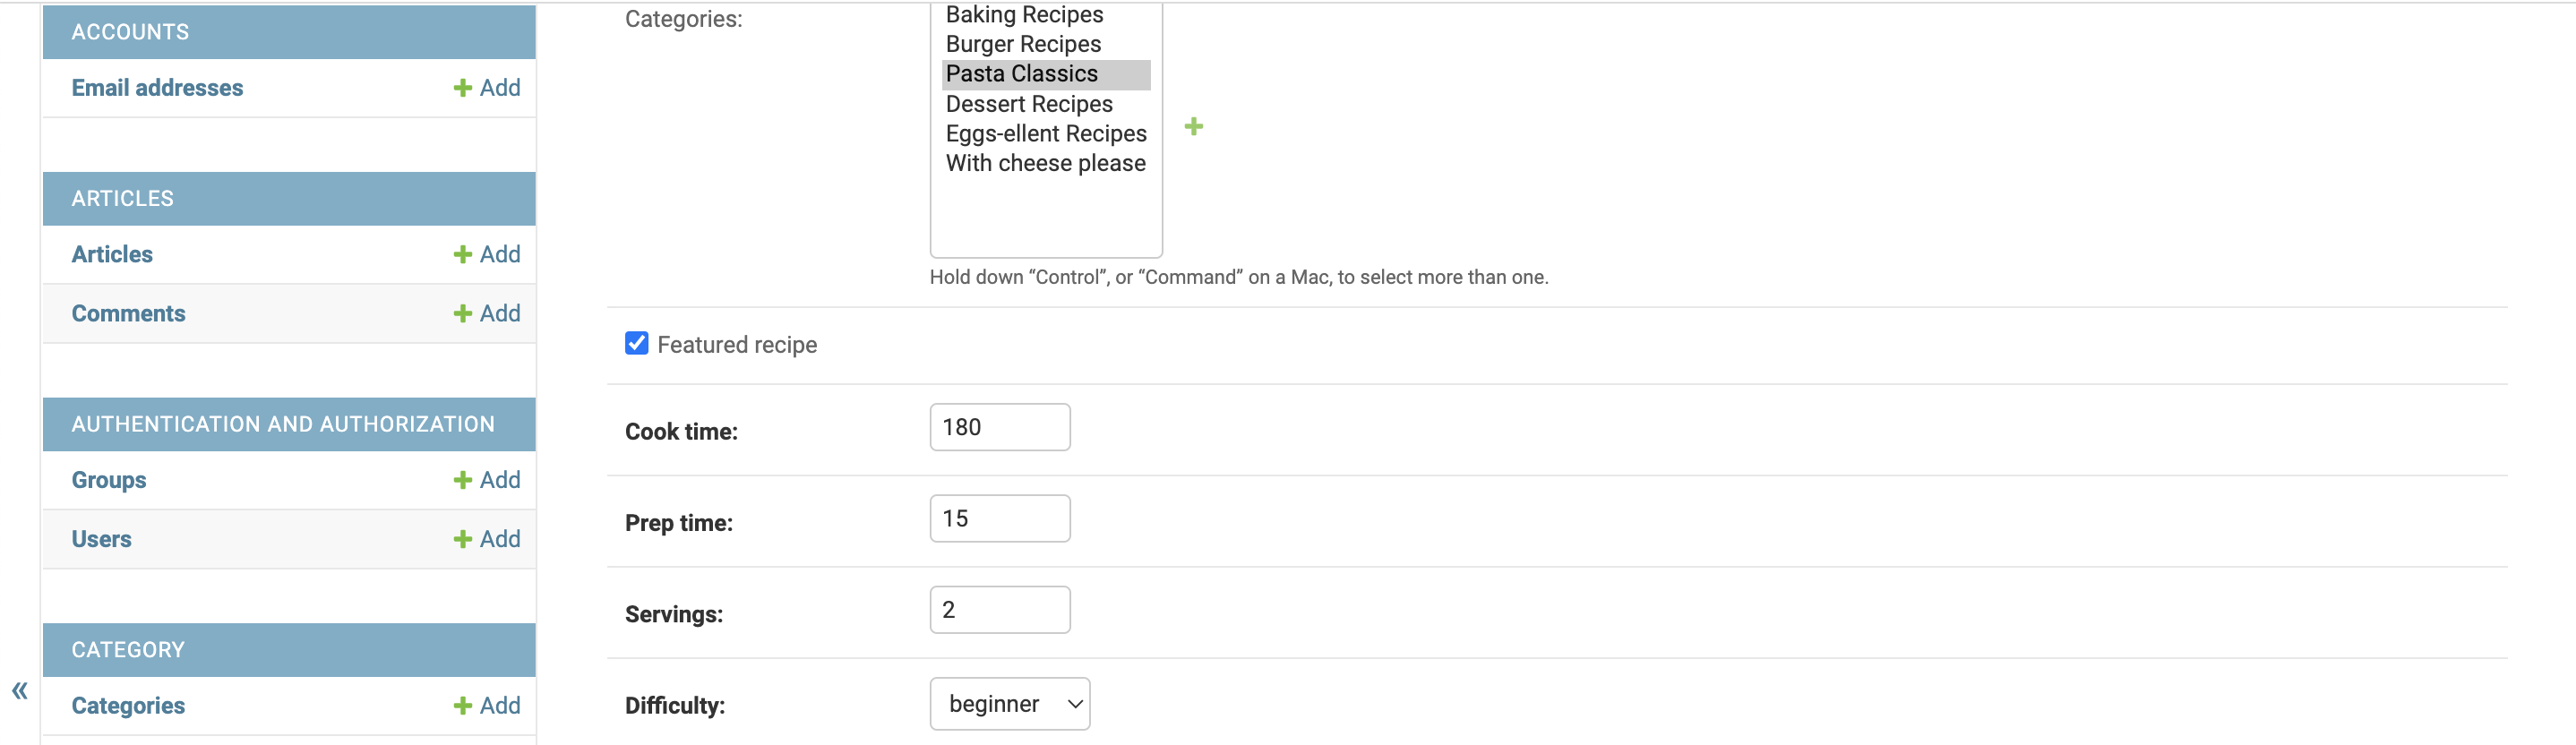 ACCOUNTS
Email addresses + Add
ARTICLES
Articles + Add
Comments + Add
AUTHENTICATION AND AUTHORIZATION
Groups + Add
Users + Add
CATEGORY
« Categories + Add
Categories:
Baking Recipes
Burger Recipes
Pasta Classics
Dessert Recipes
Eggs-ellent Recipes
With cheese please
Hold down “Control”, or “Command” on a Mac, to select more than one.
Featured recipe
Cook time: 180
Prep time: 15
Servings: 2
Difficulty: beginner